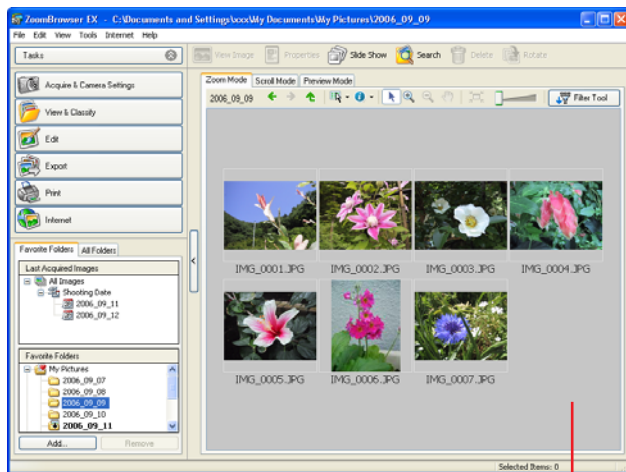 ZoomBrowser EX - C:\Documents and Settings\xxx\My Documents\My Pictures\2006_09_09
File Edit View Tools Internet Help
Tasks
View Image Properties Slide Show Search Delete Rotate
Acquire & Camera Settings
View & Classify
Edit
Export
Print
Internet
Zoom Mode Scroll Mode Preview Mode
2006_09_09
Filter Tool
IMG_0001.JPG IMG_0002.JPG IMG_0003.JPG IMG_0004.JPG
IMG_0005.JPG IMG_0006.JPG IMG_0007.JPG
Favorite Folders All Folders
Last Acquired Images
All Images
Shooting Date
2006_09_11
2006_09_12
Favorite Folders
My Pictures
2006_09_07
2006_09_08
2006_09_09
2006_09_10
2006_09_11
Add... Remove
Selected Items: 0